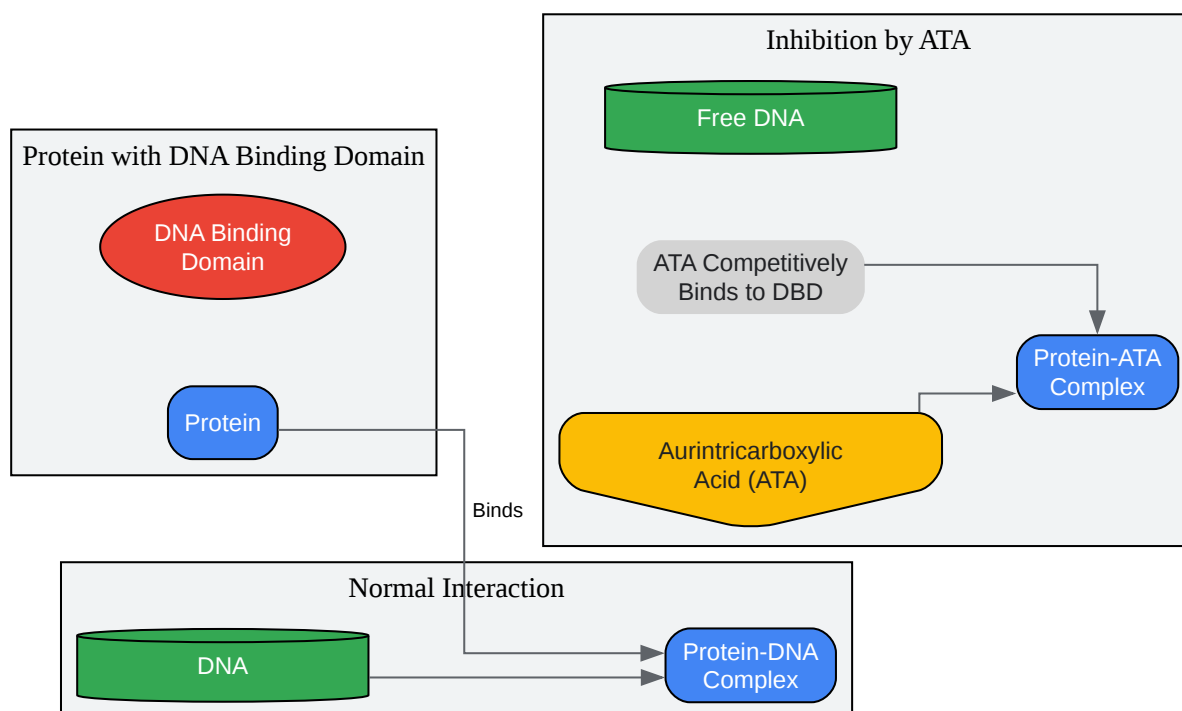 Inhibition by ATA
Free DNA
Protein with DNA Binding Domain
DNA Binding
Domain
ATA Competitively
Binds to DBD
Protein-ATA
Complex
Protein
Aurintricarboxylic
Acid (ATA)
Binds
Normal Interaction
DNA
Protein-DNA
Complex